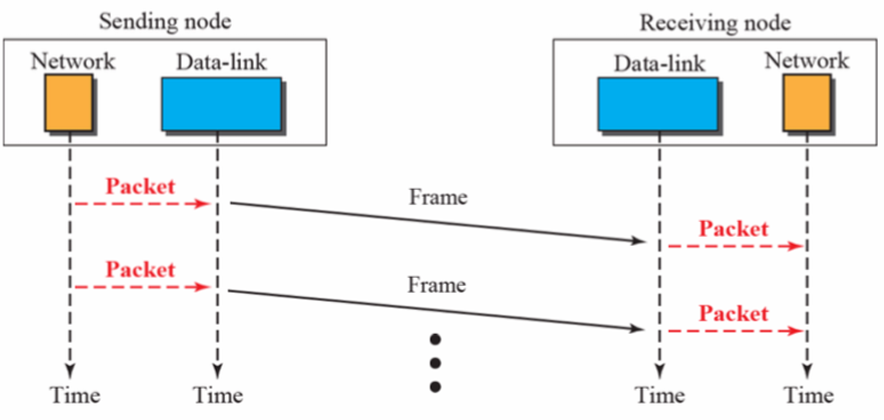 Sending node
Receiving node
Network
Data-link
Data-link
Network
Packet
Frame
Packet
Packet
Frame
Packet
Time
Time
Time
Time